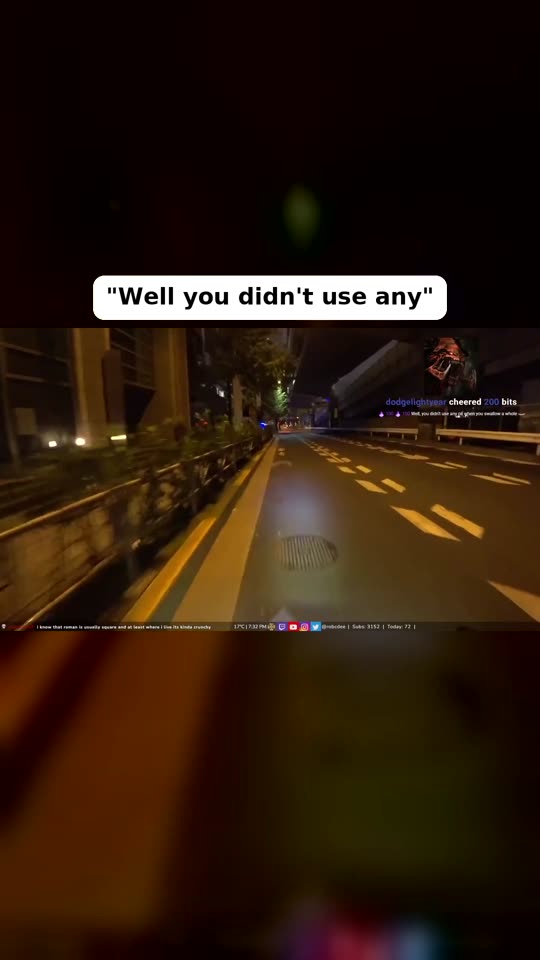 "Well you didn't use any"
dodgelightyear cheered 200 bits
Well, you didn't use any oil when you swallow a whole
i know that roman is usually square and at least where i live its kinda crunchy
17°C | 7:32 PM
@robcdee | Subs: 3152 | Today: 72 |